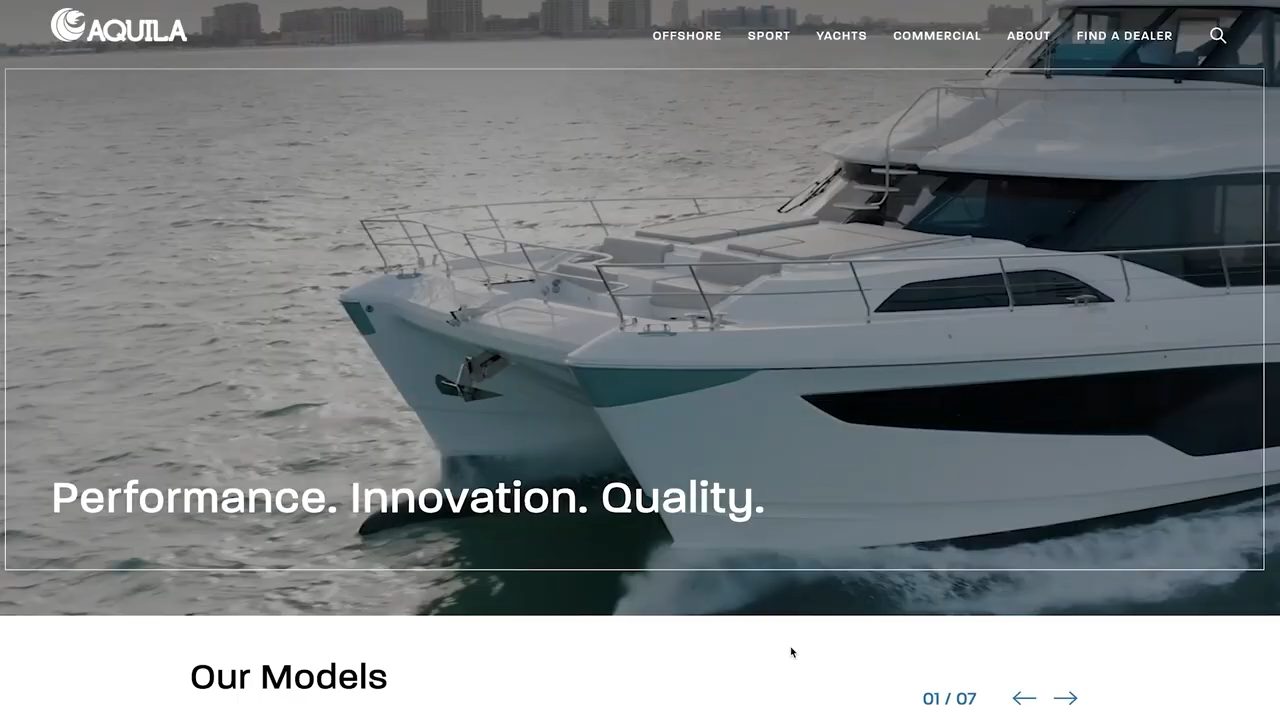 AQUILA
OFFSHORE SPORT YACHTS COMMERCIAL ABOUT FIND A DEALER
Performance. Innovation. Quality.
Our Models
01 / 07